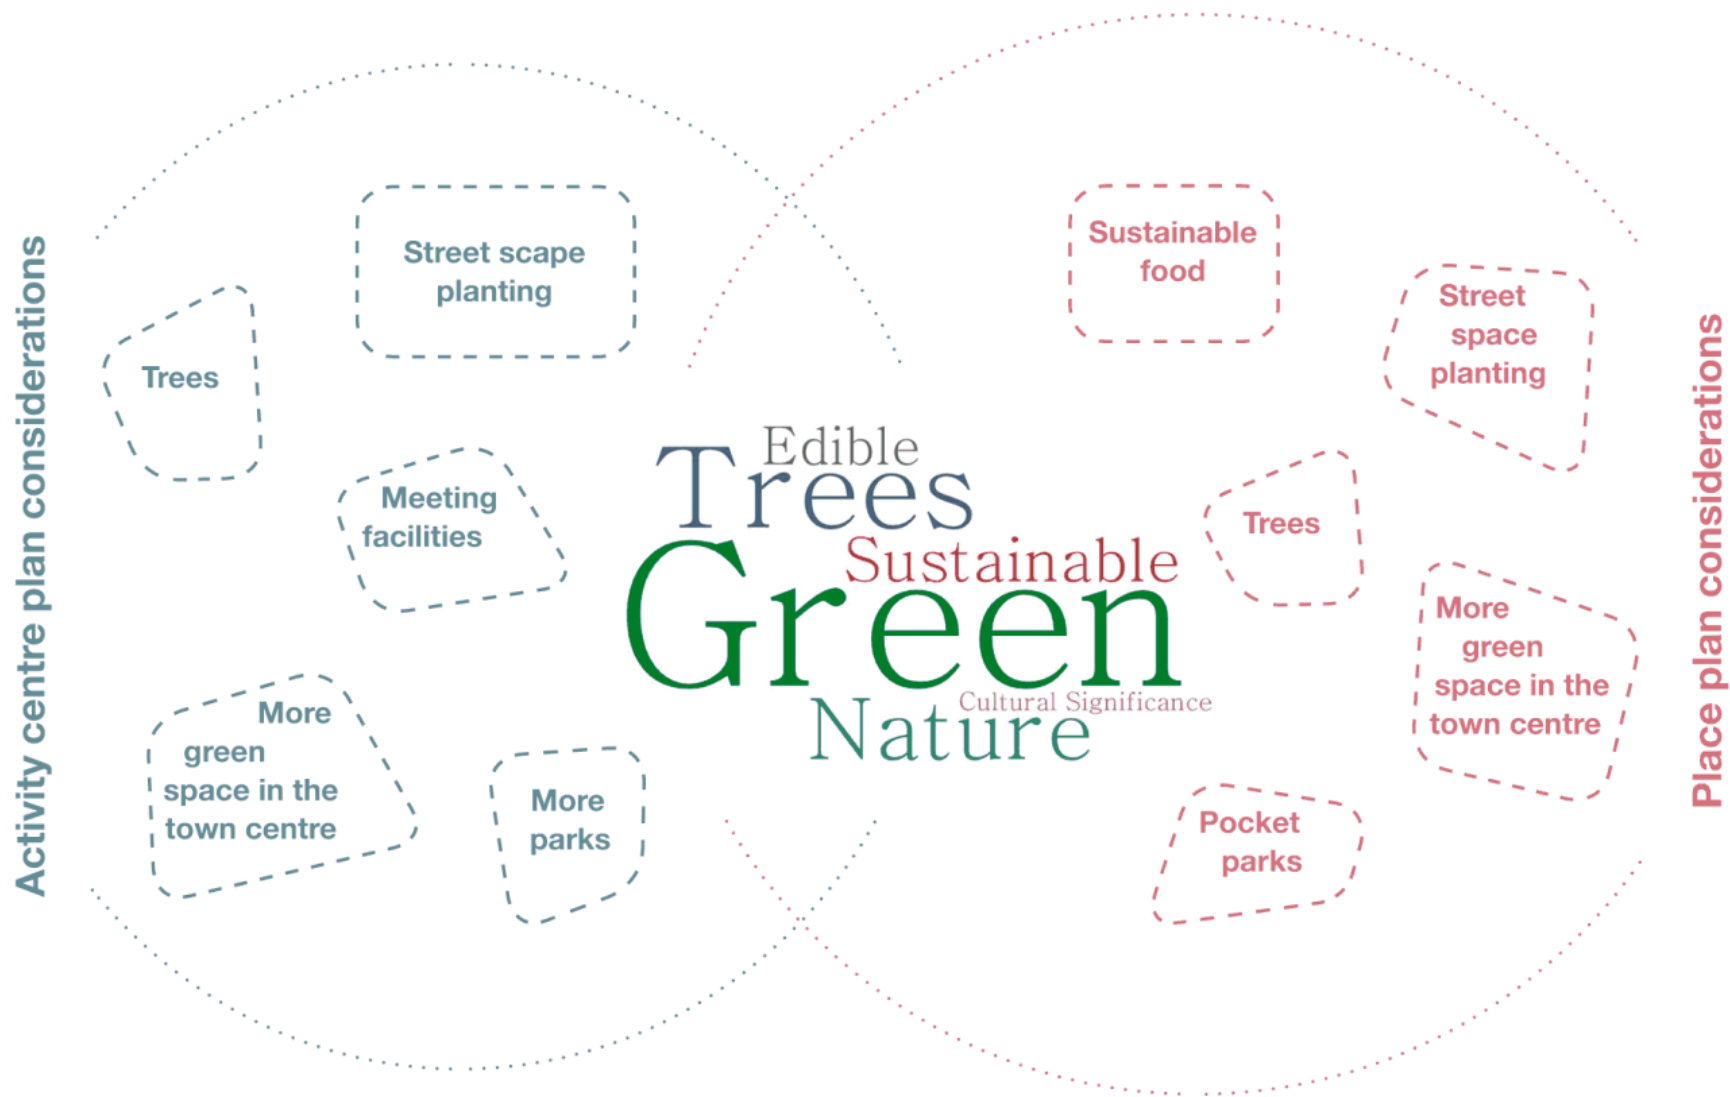 Activity centre plan considerations
Street scape
planting
Trees
Meeting
facilities
More
green
space in the
town centre
More
parks
Edible
Trees
Sustainable
Green
Cultural Significance
Nature
Sustainable
food
Street
space
planting
Trees
More
green
space in the
town centre
Pocket
parks
Place plan considerations